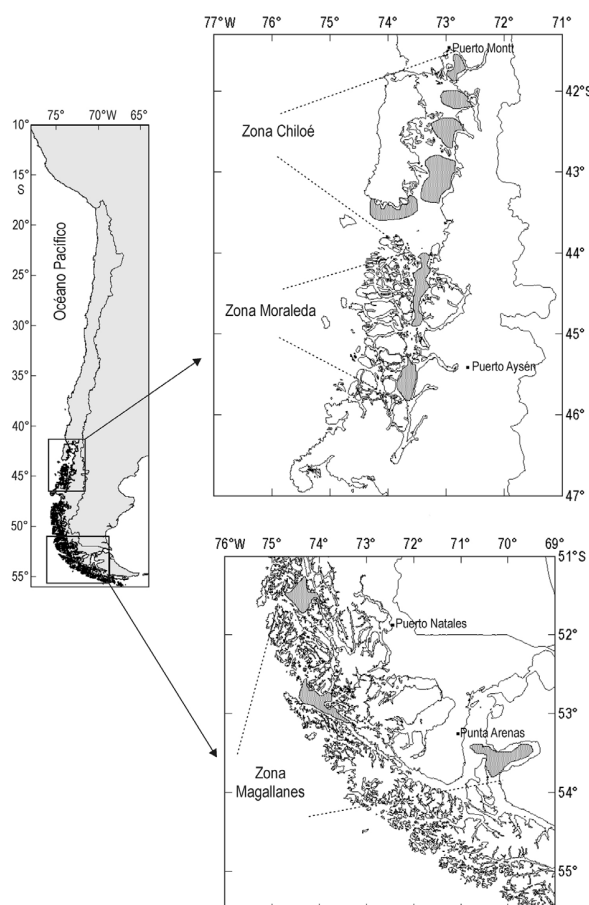 75° 70°W 65°
10°
15°
S
20°
25°
30°
35°
40°
45°
50°
55°
Océano Pacífico
77°W 76° 75° 74° 73° 72° 71°
Puerto Montt
42°S
Zona Chiloé
43°
44°
Zona Moraleda
45°
Puerto Aysén
46°
47°
76°W 75° 74° 73° 72° 71° 70° 69°
51°S
Puerto Natales
52°
53°
Punta Arenas
Zona
Magallanes
54°
55°